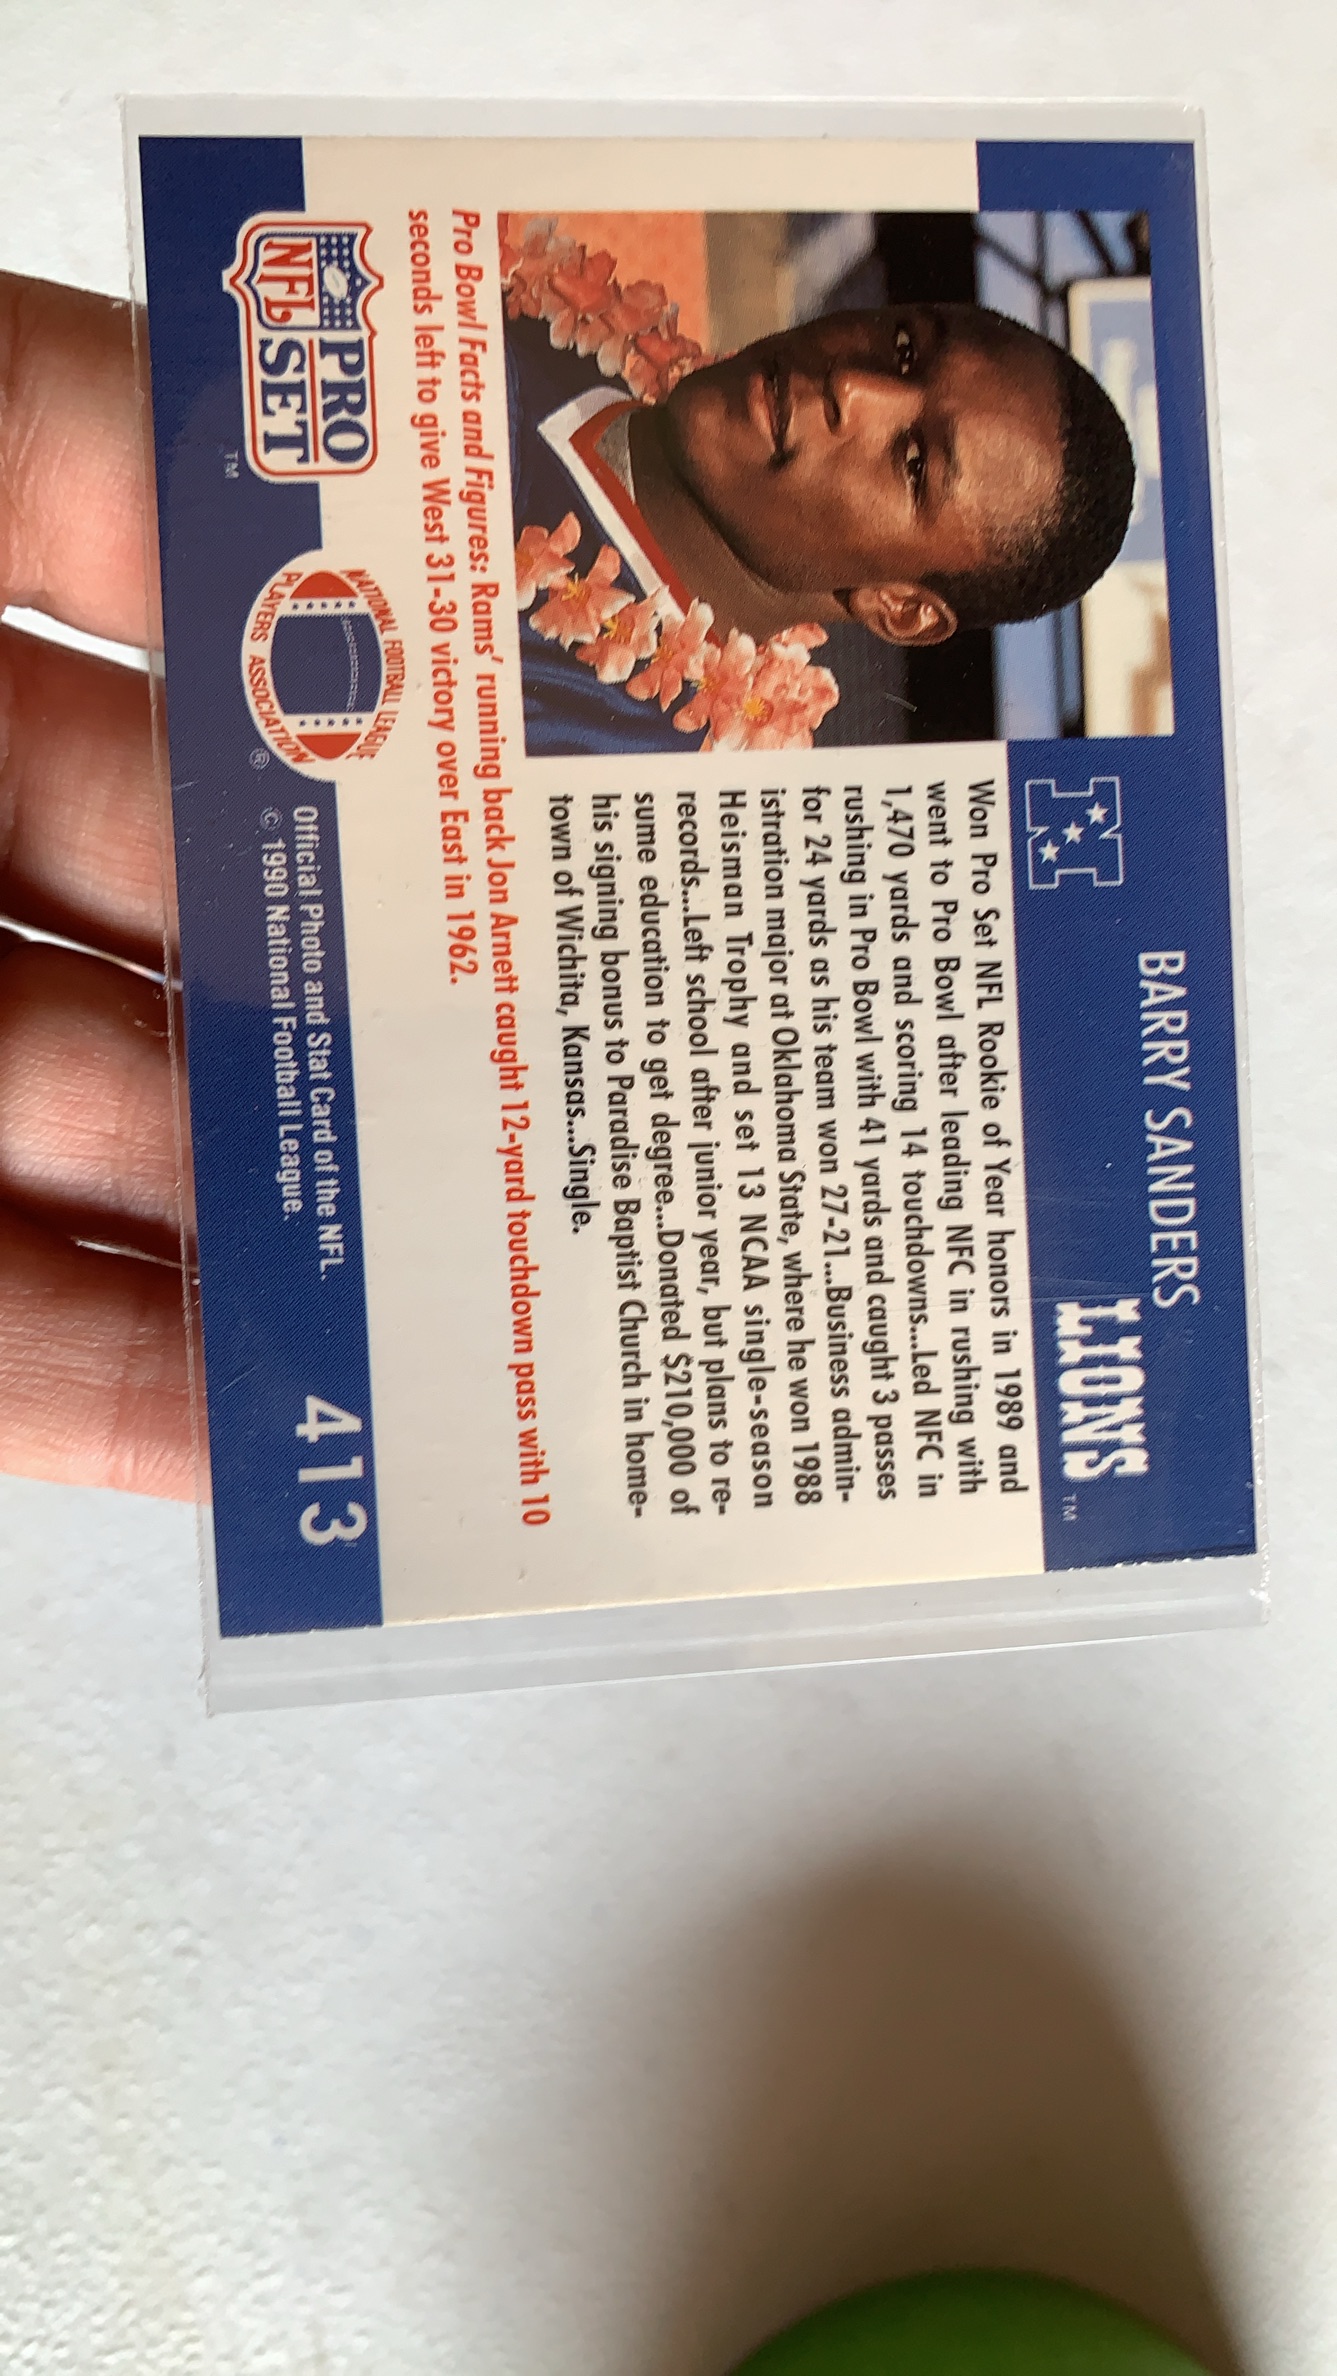 BARRY SANDERS
LIONS™
N
Won Pro Set NFL Rookie of Year honors in 1989 and
went to Pro Bowl after leading NFC in rushing with
1,470 yards and scoring 14 touchdowns...Led NFC in
rushing in Pro Bowl with 41 yards and caught 3 passes
for 24 yards as his team won 27-21...Business admin-
istration major at Oklahoma State, where he won 1988
Heisman Trophy and set 13 NCAA single-season
records...Left school after junior year, but plans to re-
sume education to get degree...Donated $210,000 of
his signing bonus to Paradise Baptist Church in home-
town of Wichita, Kansas...Single.
Pro Bowl Facts and Figures: Rams' running back Jon Arnett caught 12-yard touchdown pass with 10
seconds left to give West 31-30 victory over East in 1962.
PRO
NFL SET™
NATIONAL FOOTBALL LEAGUE
PLAYERS ASSOCIATION®
Official Photo and Stat Card of the NFL.
© 1990 National Football League.
413